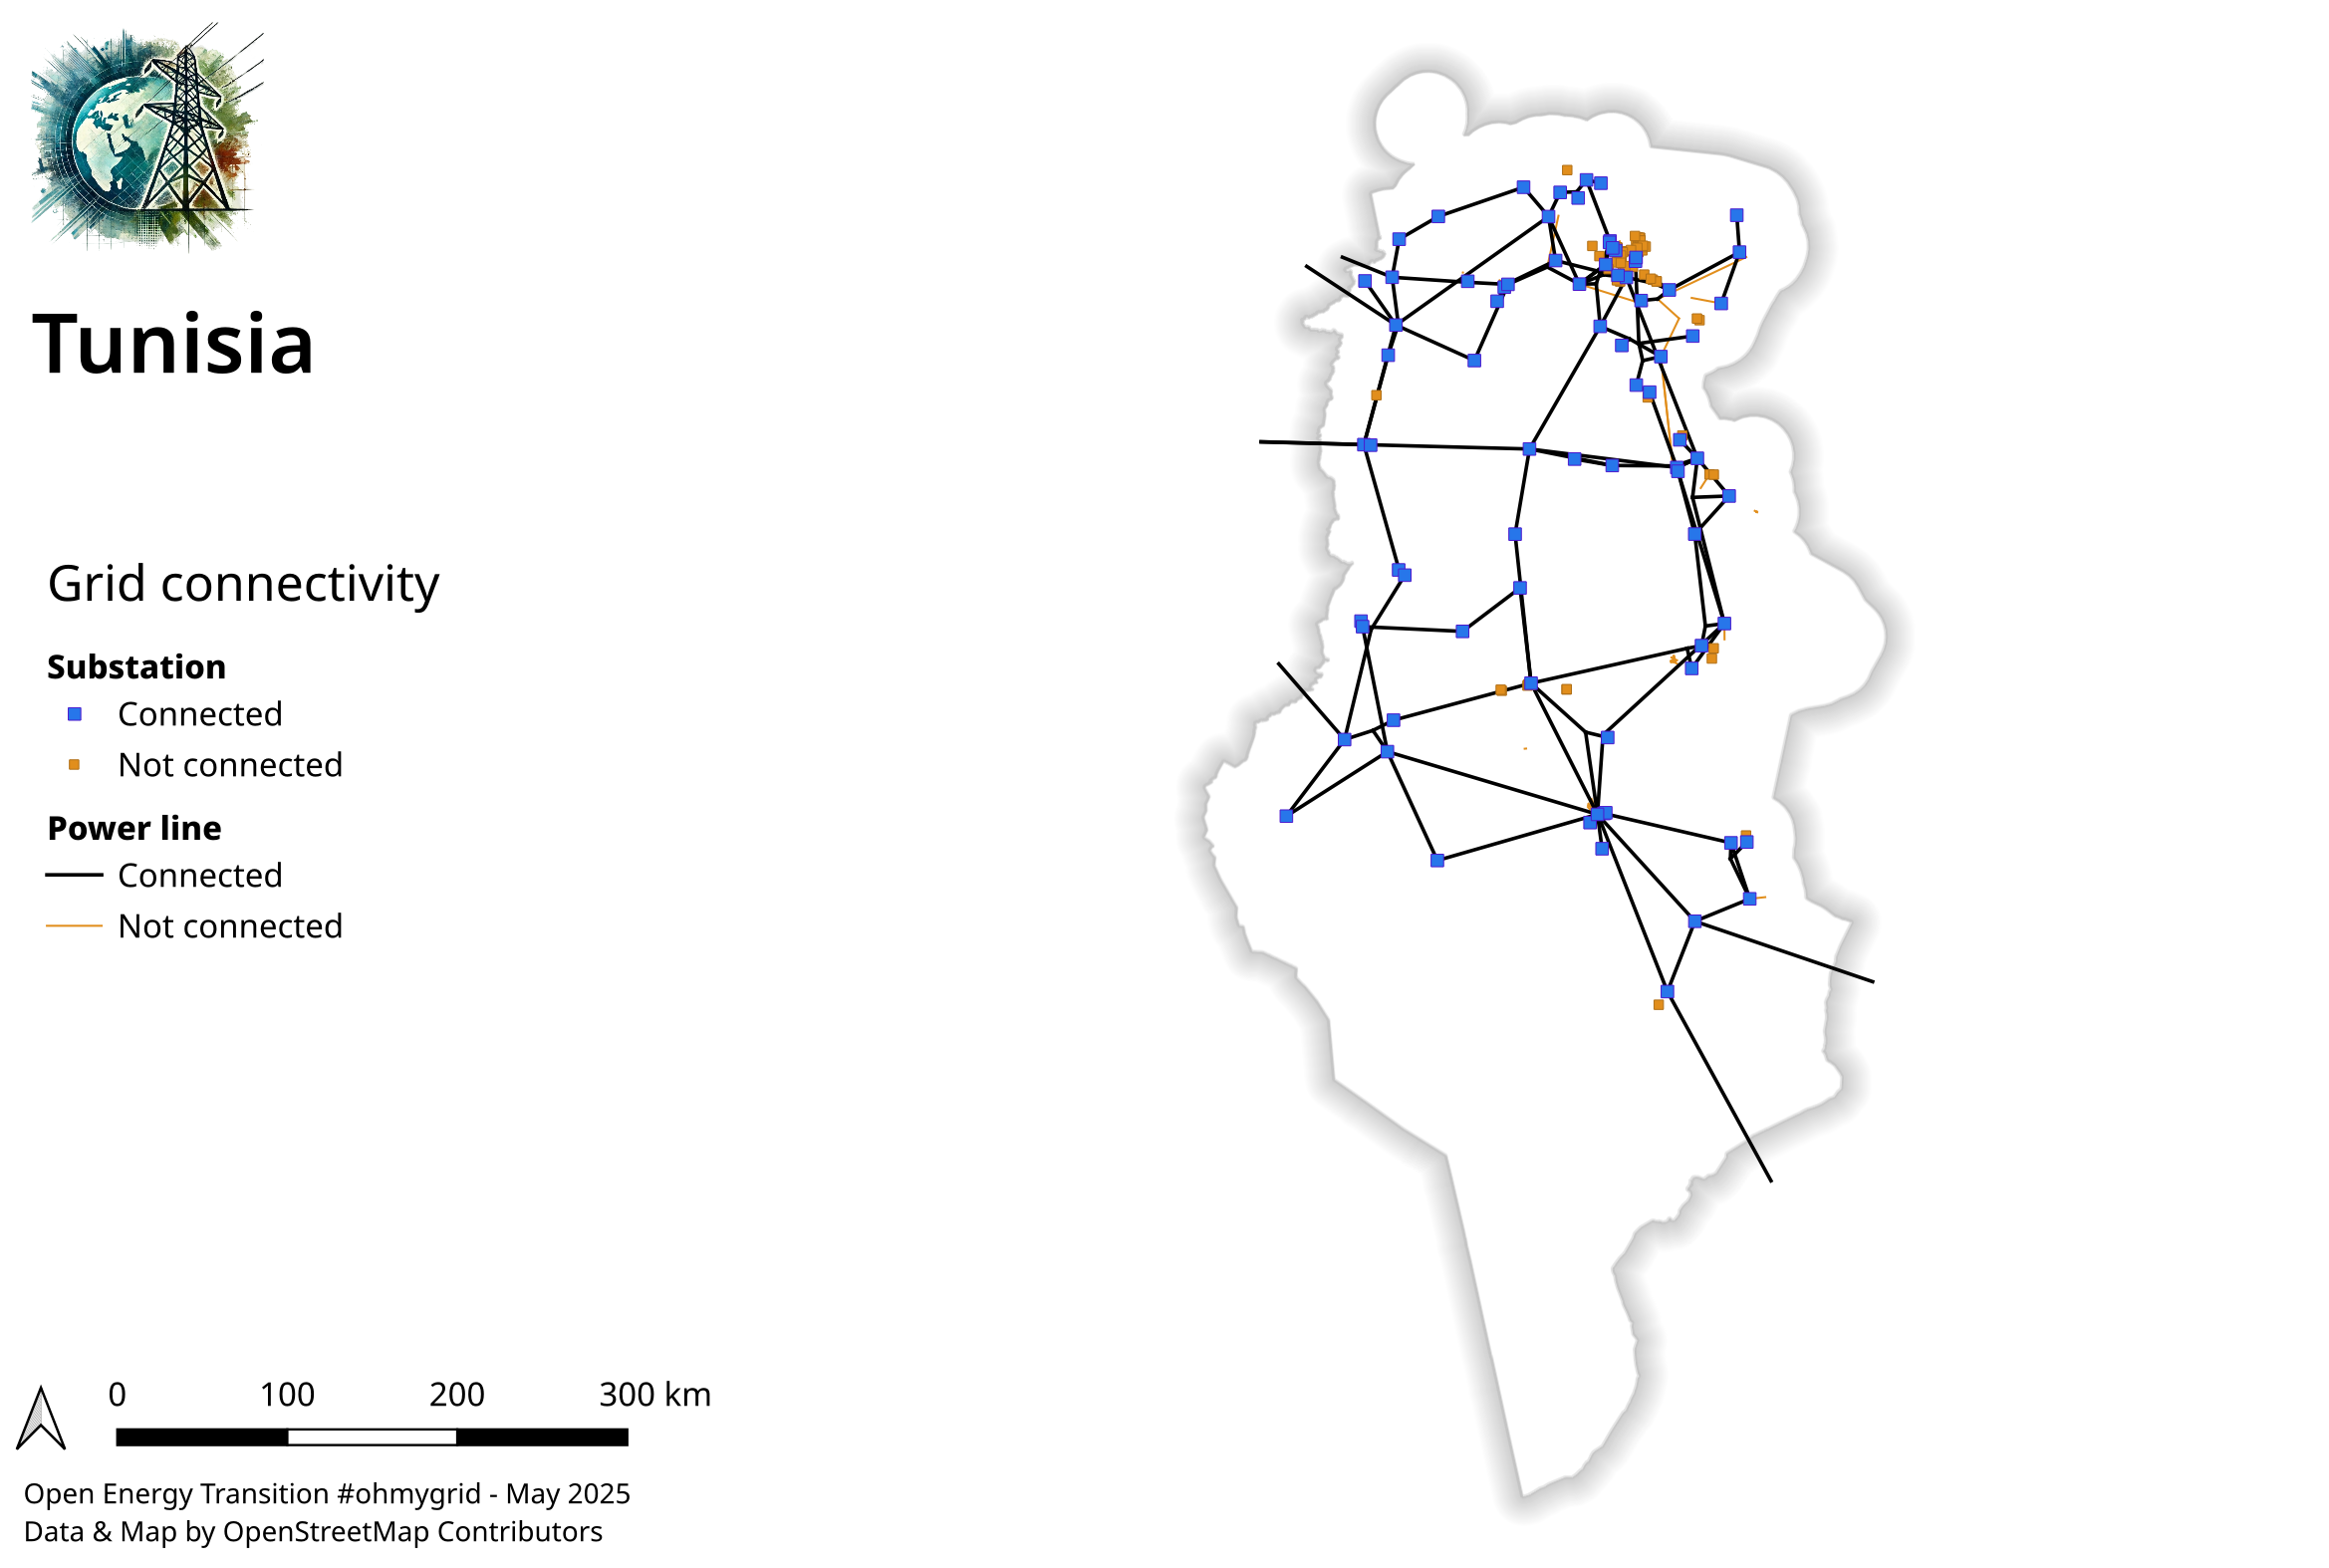 Tunisia
Grid connectivity
Substation
Connected
Not connected
Power line
Connected
Not connected
0 100 200 300 km
Open Energy Transition #ohmygrid - May 2025
Data & Map by OpenStreetMap Contributors